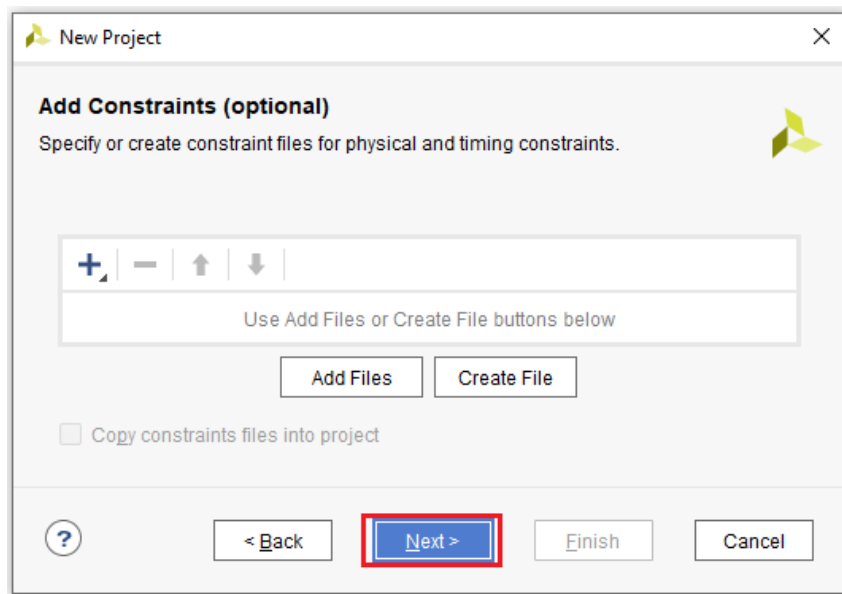 New Project
Add Constraints (optional)
Specify or create constraint files for physical and timing constraints.
Use Add Files or Create File buttons below
Add Files
Create File
Copy constraints files into project
?
< Back
Next >
Finish
Cancel